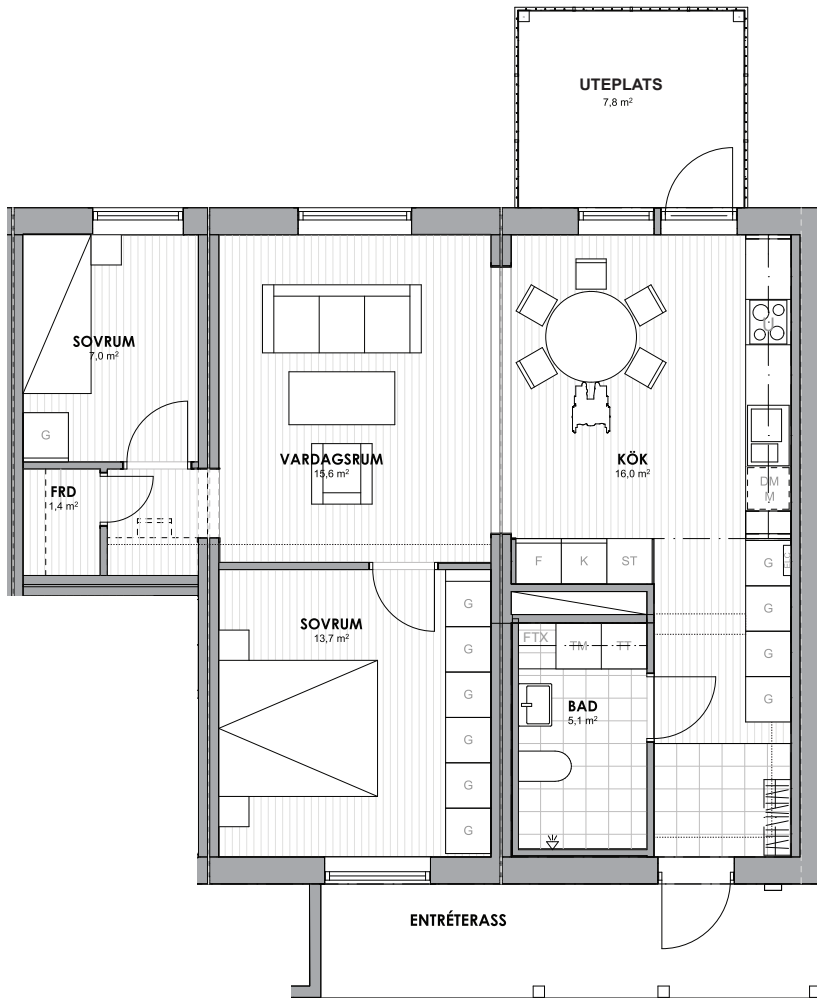 UTEPLATS
7,8 m²
SOVRUM
7,0 m²
G
VARDAGSRUM
15,6 m²
KÖK
16,0 m²
DM
M
FRD
1,4 m²
F
K
ST
G
G
G
G
SOVRUM
13,7 m²
G
G
G
G
G
G
FTX
TM
TT
BAD
5,1 m²
ENTRÉTERASS